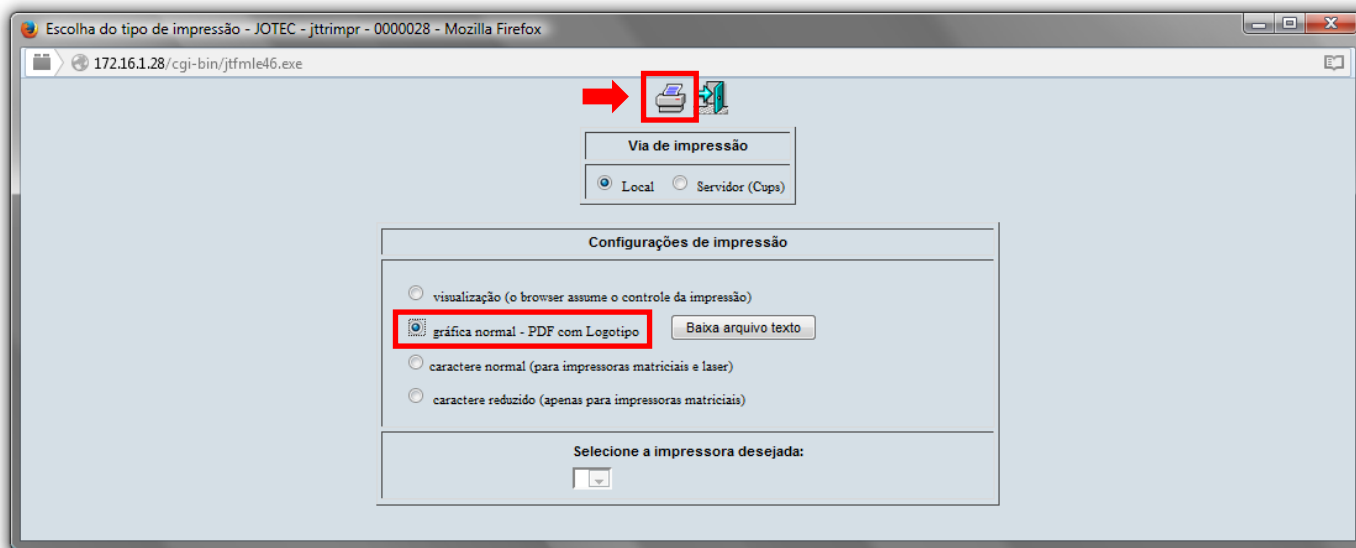 Escolha do tipo de impressão - JOTEC - jttrimpr - 0000028 - Mozilla Firefox
172.16.1.28/cgi-bin/jtfmle46.exe
Via de impressão
Local Servidor (Cups)
Configurações de impressão
visualização (o browser assume o controle da impressão)
gráfica normal - PDF com Logotipo Baixa arquivo texto
caractere normal (para impressoras matriciais e laser)
caractere reduzido (apenas para impressoras matriciais)
Selecione a impressora desejada: